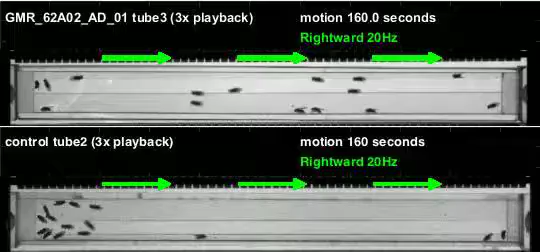 GMR_62A02_AD_01 tube3 (3x playback)
motion 160.0 seconds
Rightward 20Hz
control tube2 (3x playback)
motion 160 seconds
Rightward 20Hz